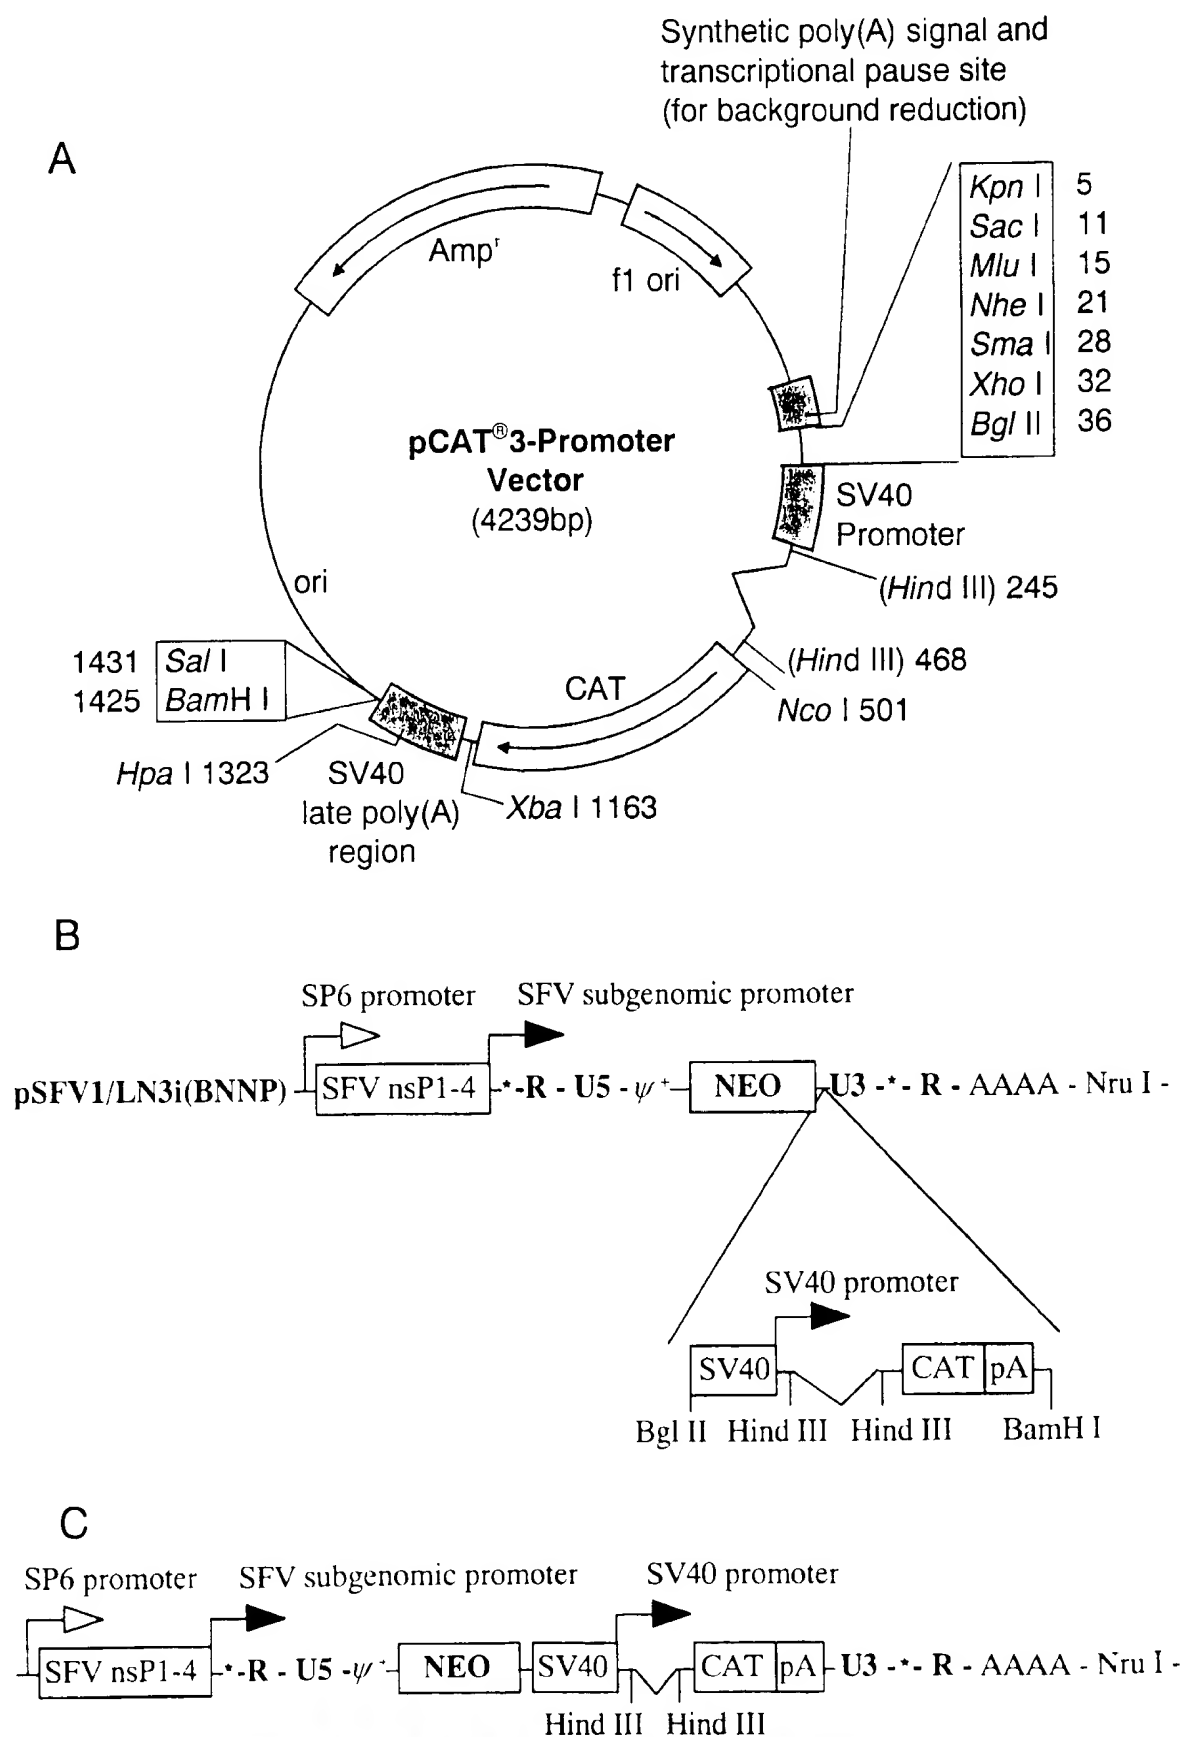 Synthetic poly(A) signal and
transcriptional pause site
(for background reduction)
A
Kpn I 5
Sac I 11
Mlu I 15
Nhe I 21
Sma I 28
Xho I 32
Bgl II 36
Ampʳ
f1 ori
pCAT®3-Promoter
Vector
(4239bp)
SV40
Promoter
(Hind III) 245
ori
(Hind III) 468
Nco I 501
CAT
1431 Sal I
1425 BamH I
Hpa I 1323
SV40
late poly(A)
region
Xba I 1163
B
SP6 promoter SFV subgenomic promoter
pSFV1/LN3i(BNNP) SFV nsP1-4 *-R - U5 - ψ⁺ NEO U3 -*- R - AAAA - Nru I -
SV40 promoter
SV40 CAT pA
Bgl II Hind III Hind III BamH I
C
SP6 promoter SFV subgenomic promoter SV40 promoter
SFV nsP1-4 *-R - U5 -ψ⁺ NEO SV40 CAT pA U3 -*- R - AAAA - Nru I -
Hind III Hind III